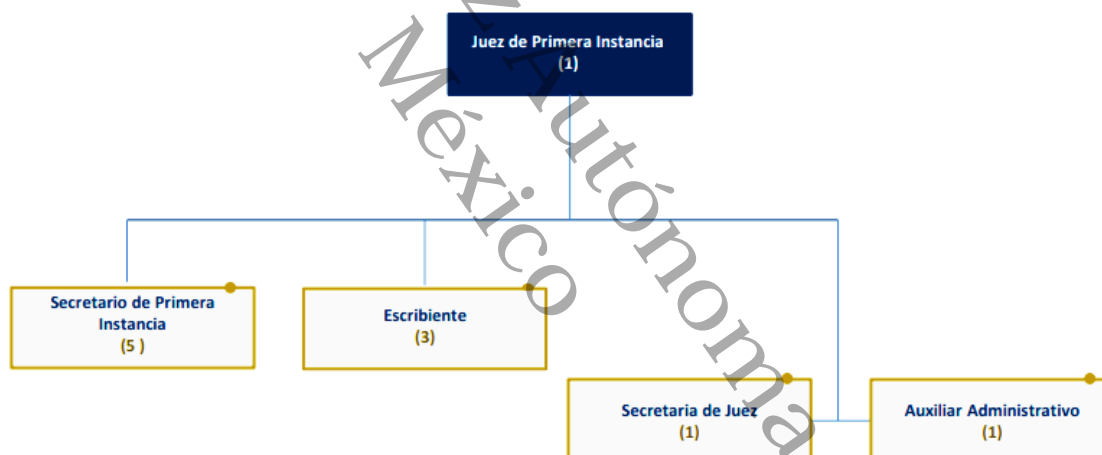 Juez de Primera Instancia
(1)
Autónoma
México
Secretario de Primera
Instancia
(5 )
Escribiente
(3)
Secretaria de Juez
(1)
Auxiliar Administrativo
(1)